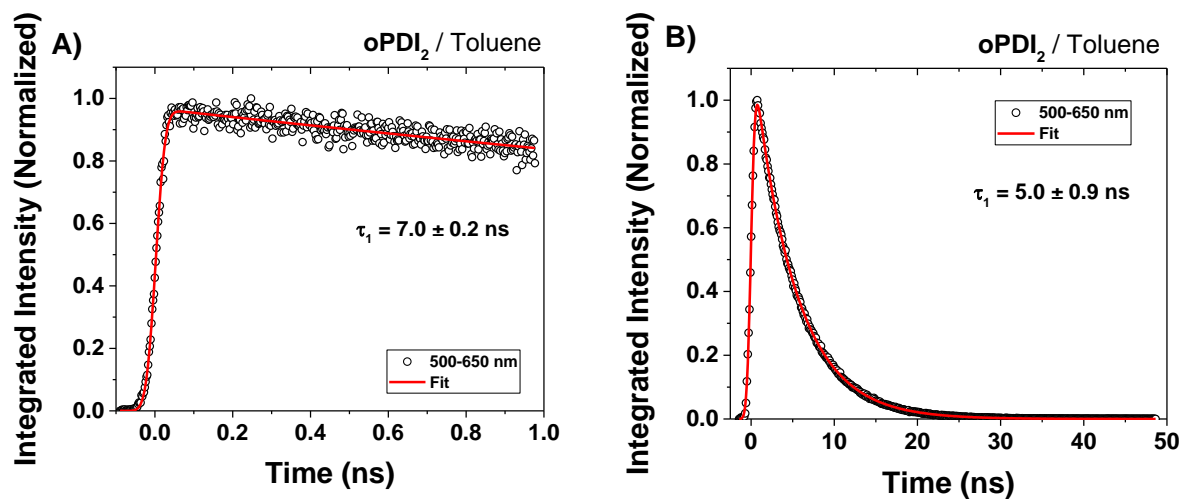 A)
oPDI₂ / Toluene
Integrated Intensity (Normalized)
1.0
0.8
0.6
0.4
0.2
0.0
τ₁ = 7.0 ± 0.2 ns
500-650 nm
Fit
0.0 0.2 0.4 0.6 0.8 1.0
Time (ns)
B)
oPDI₂ / Toluene
Integrated Intensity (Normalized)
1.0
0.8
0.6
0.4
0.2
0.0
500-650 nm
Fit
τ₁ = 5.0 ± 0.9 ns
0 10 20 30 40 50
Time (ns)